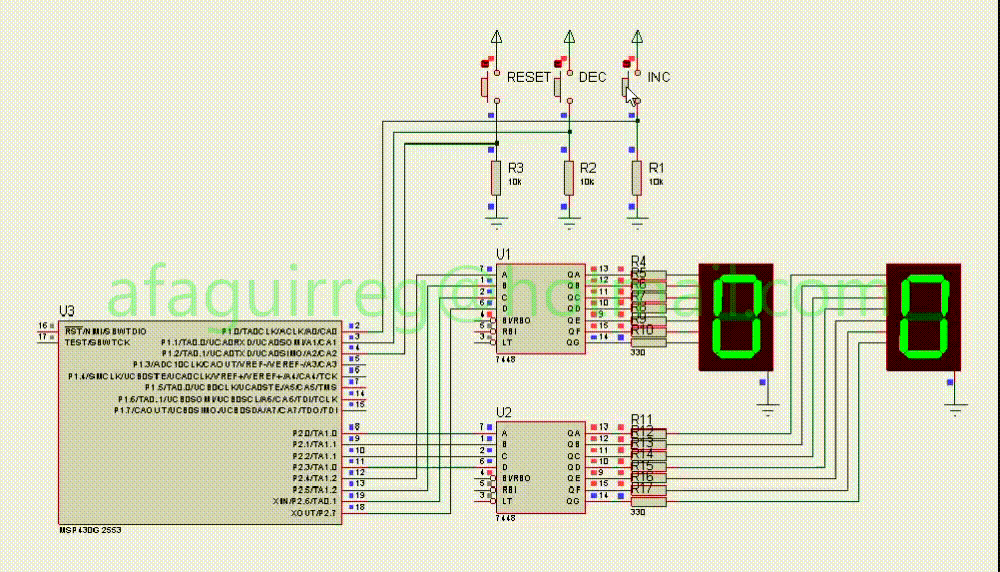 RESET
DEC
INC
R3
10k
R2
10k
R1
10k
U1
7
A
1
B
2
C
6
D
4
BI/RBO
5
RBI
3
LT
QA
13
QB
12
QC
11
QD
10
QE
9
QF
15
QG
14
7448
R4
R5
R6
R7
R8
R9
R10
330
afaguirreg@hotmail.com
U3
16
RST/NMI/SBWTDIO
17
TEST/SBWTCK
P1.0/TA0CLK/ACLK/A0/CA0
2
P1.1/TA0.0/UCA0RXD/UCA0SOMI/A1/CA1
3
P1.2/TA0.1/UCA0TXD/UCA0SIMO/A2/CA2
4
P1.3/ADC10CLK/CAOUT/VREF-/VEREF-/A3/CA3
5
P1.4/SMCLK/UCB0STE/UCA0CLK/VREF+/VEREF+/A4/CA4/TCK
6
P1.5/TA0.0/UCB0CLK/UCA0STE/A5/CA5/TMS
7
P1.6/TA0.1/UCB0SOMI/UCB0SCL/A6/CA6/TDI/TCLK
14
P1.7/CAOUT/UCB0SIMO/UCB0SDA/A7/CA7/TDO/TDI
15
P2.0/TA1.0
8
P2.1/TA1.1
9
P2.2/TA1.1
10
P2.3/TA1.0
11
P2.4/TA1.2
12
P2.5/TA1.2
13
XIN/P2.6/TA0.1
19
XOUT/P2.7
18
MSP430G2553
U2
7
A
1
B
2
C
6
D
4
BI/RBO
5
RBI
3
LT
QA
13
QB
12
QC
11
QD
10
QE
9
QF
15
QG
14
7448
R11
R12
R13
R14
R15
R16
R17
330
0
0